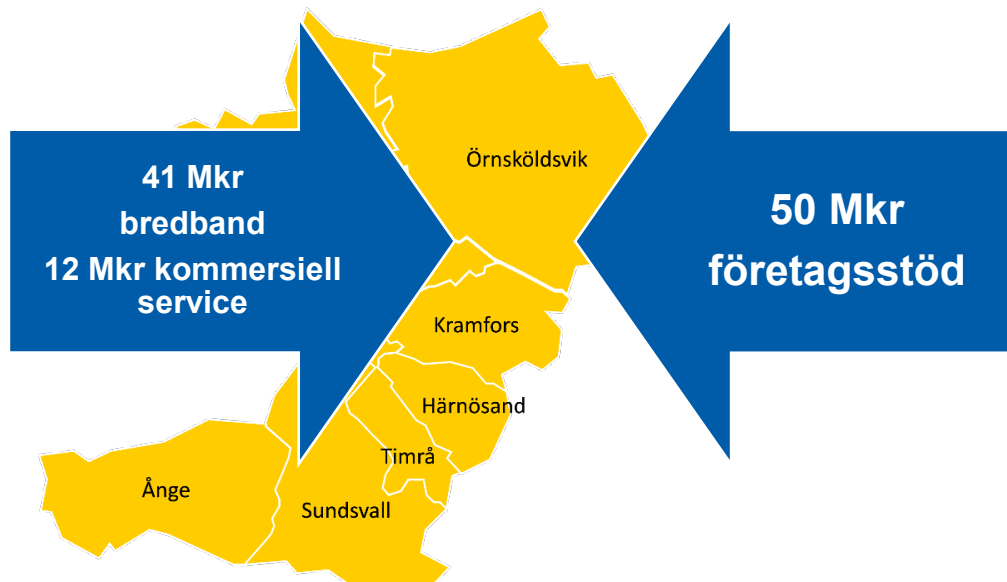 41 Mkr
bredband
12 Mkr kommersiell
service
50 Mkr
företagsstöd
Örnsköldsvik
Kramfors
Härnösand
Timrå
Ånge
Sundsvall